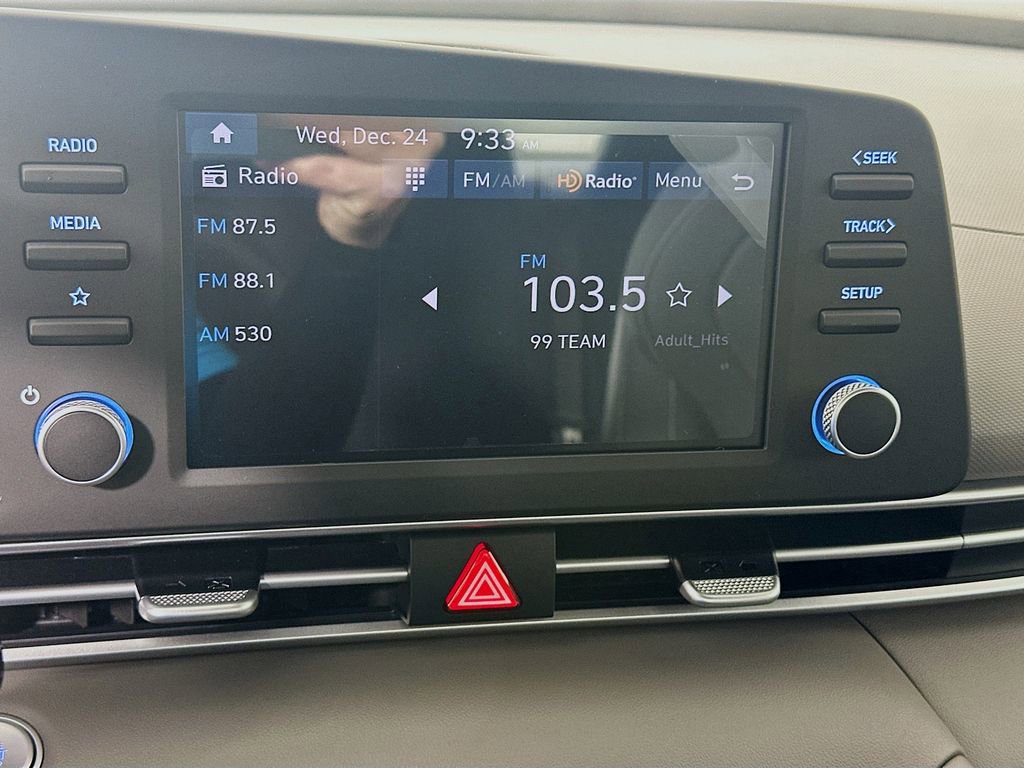 RADIO
MEDIA
Wed, Dec. 24 9:33 AM
Radio FM/AM HD Radio Menu
FM 87.5
FM 88.1
AM 530
FM
103.5
99 TEAM Adult_Hits
<SEEK
TRACK>
SETUP